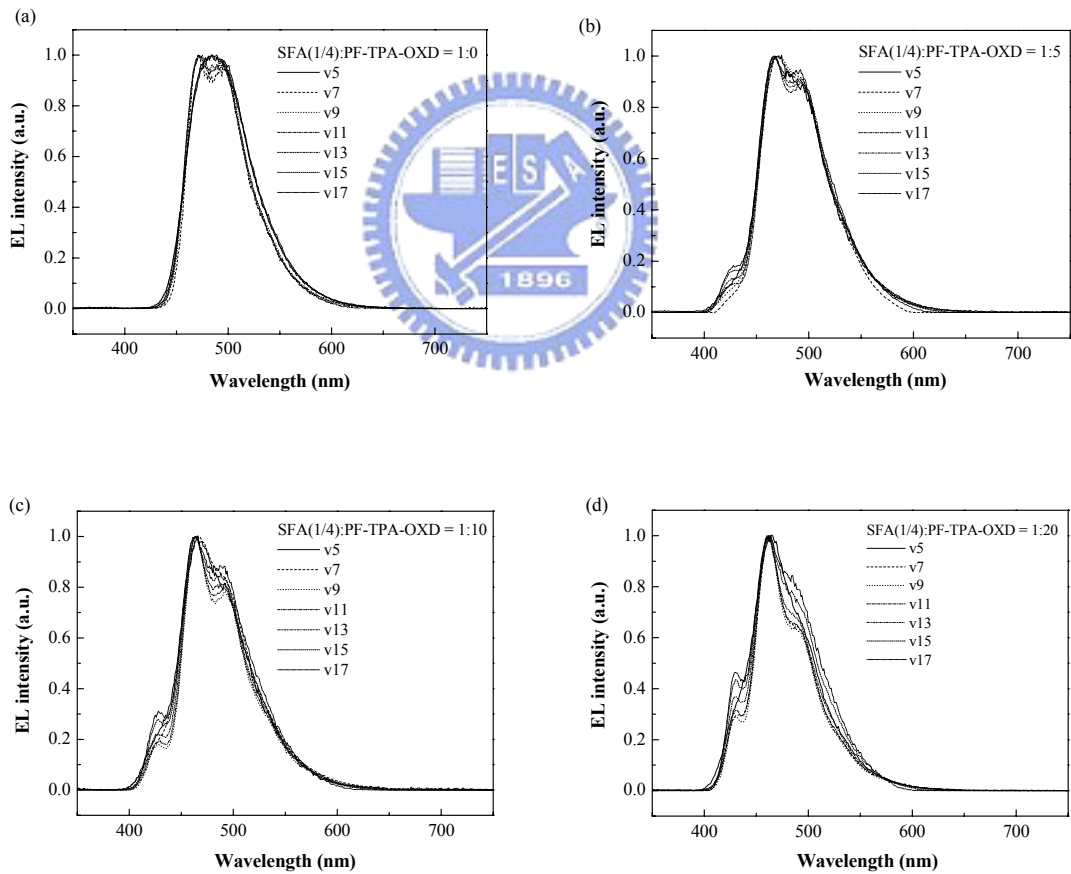 (a)
SFA(1/4):PF-TPA-OXD = 1:0
v5
v7
v9
v11
v13
v15
v17
1.0
0.8
0.6
0.4
0.2
0.0
EL intensity (a.u.)
400 500 600 700
Wavelength (nm)
(b)
SFA(1/4):PF-TPA-OXD = 1:5
v5
v7
v9
v11
v13
v15
v17
1.0
0.8
0.6
0.4
0.2
0.0
EL intensity (a.u.)
400 500 600 700
Wavelength (nm)
E S A
1896
(c)
SFA(1/4):PF-TPA-OXD = 1:10
v5
v7
v9
v11
v13
v15
v17
1.0
0.8
0.6
0.4
0.2
0.0
EL intensity (a.u.)
400 500 600 700
Wavelength (nm)
(d)
SFA(1/4):PF-TPA-OXD = 1:20
v5
v7
v9
v11
v13
v15
v17
1.0
0.8
0.6
0.4
0.2
0.0
EL intensity (a.u.)
400 500 600 700
Wavelength (nm)